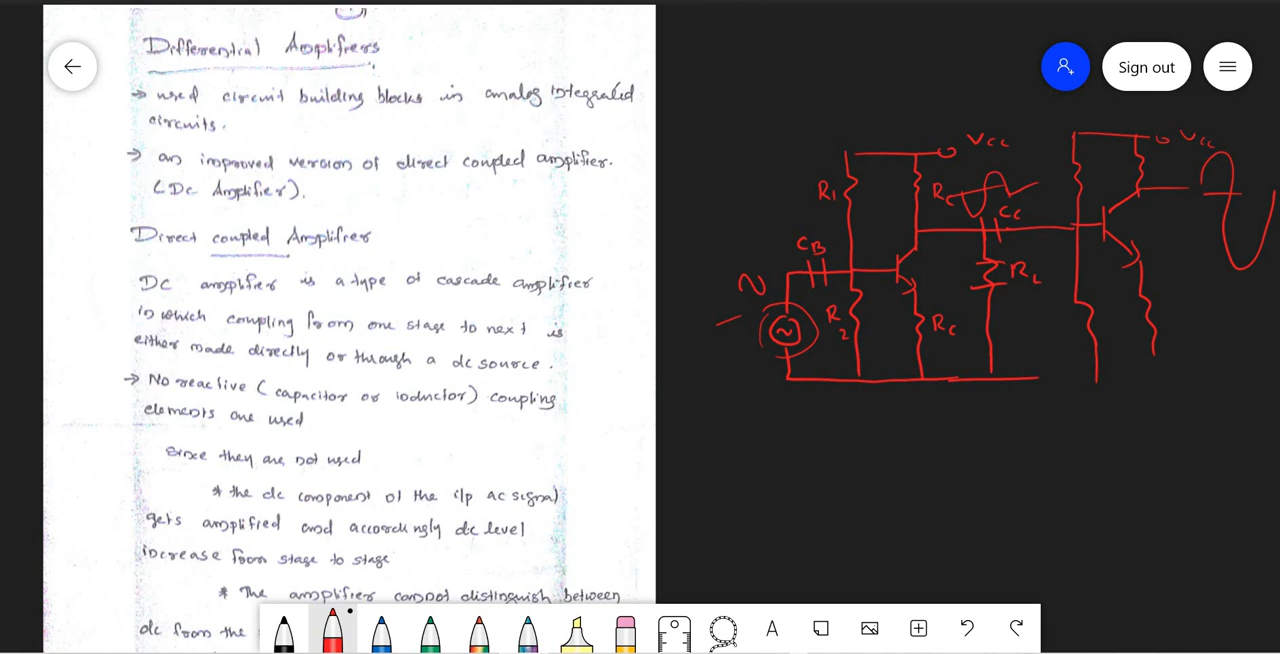 Differential Amplifiers
→ used circuit building blocks in analog integrated
circuits.
→ an improved version of direct coupled amplifier.
(Dc Amplifier).
Direct coupled Amplifier
DC amplifier is a type of cascade amplifier
in which coupling from one stage to next is
either made directly or through a dc source.
→ No reactive (capacitor or inductor) coupling
elements are used
Since they are not used
* the dc component of the i/p ac signal
gets amplified and accordingly dc level
increase from stage to stage
* The amplifiers cannot distinguish between
dc from the
Sign out
Vcc
Vcc
R1
Rc
Cc
CB
RL
R2
Rc
A